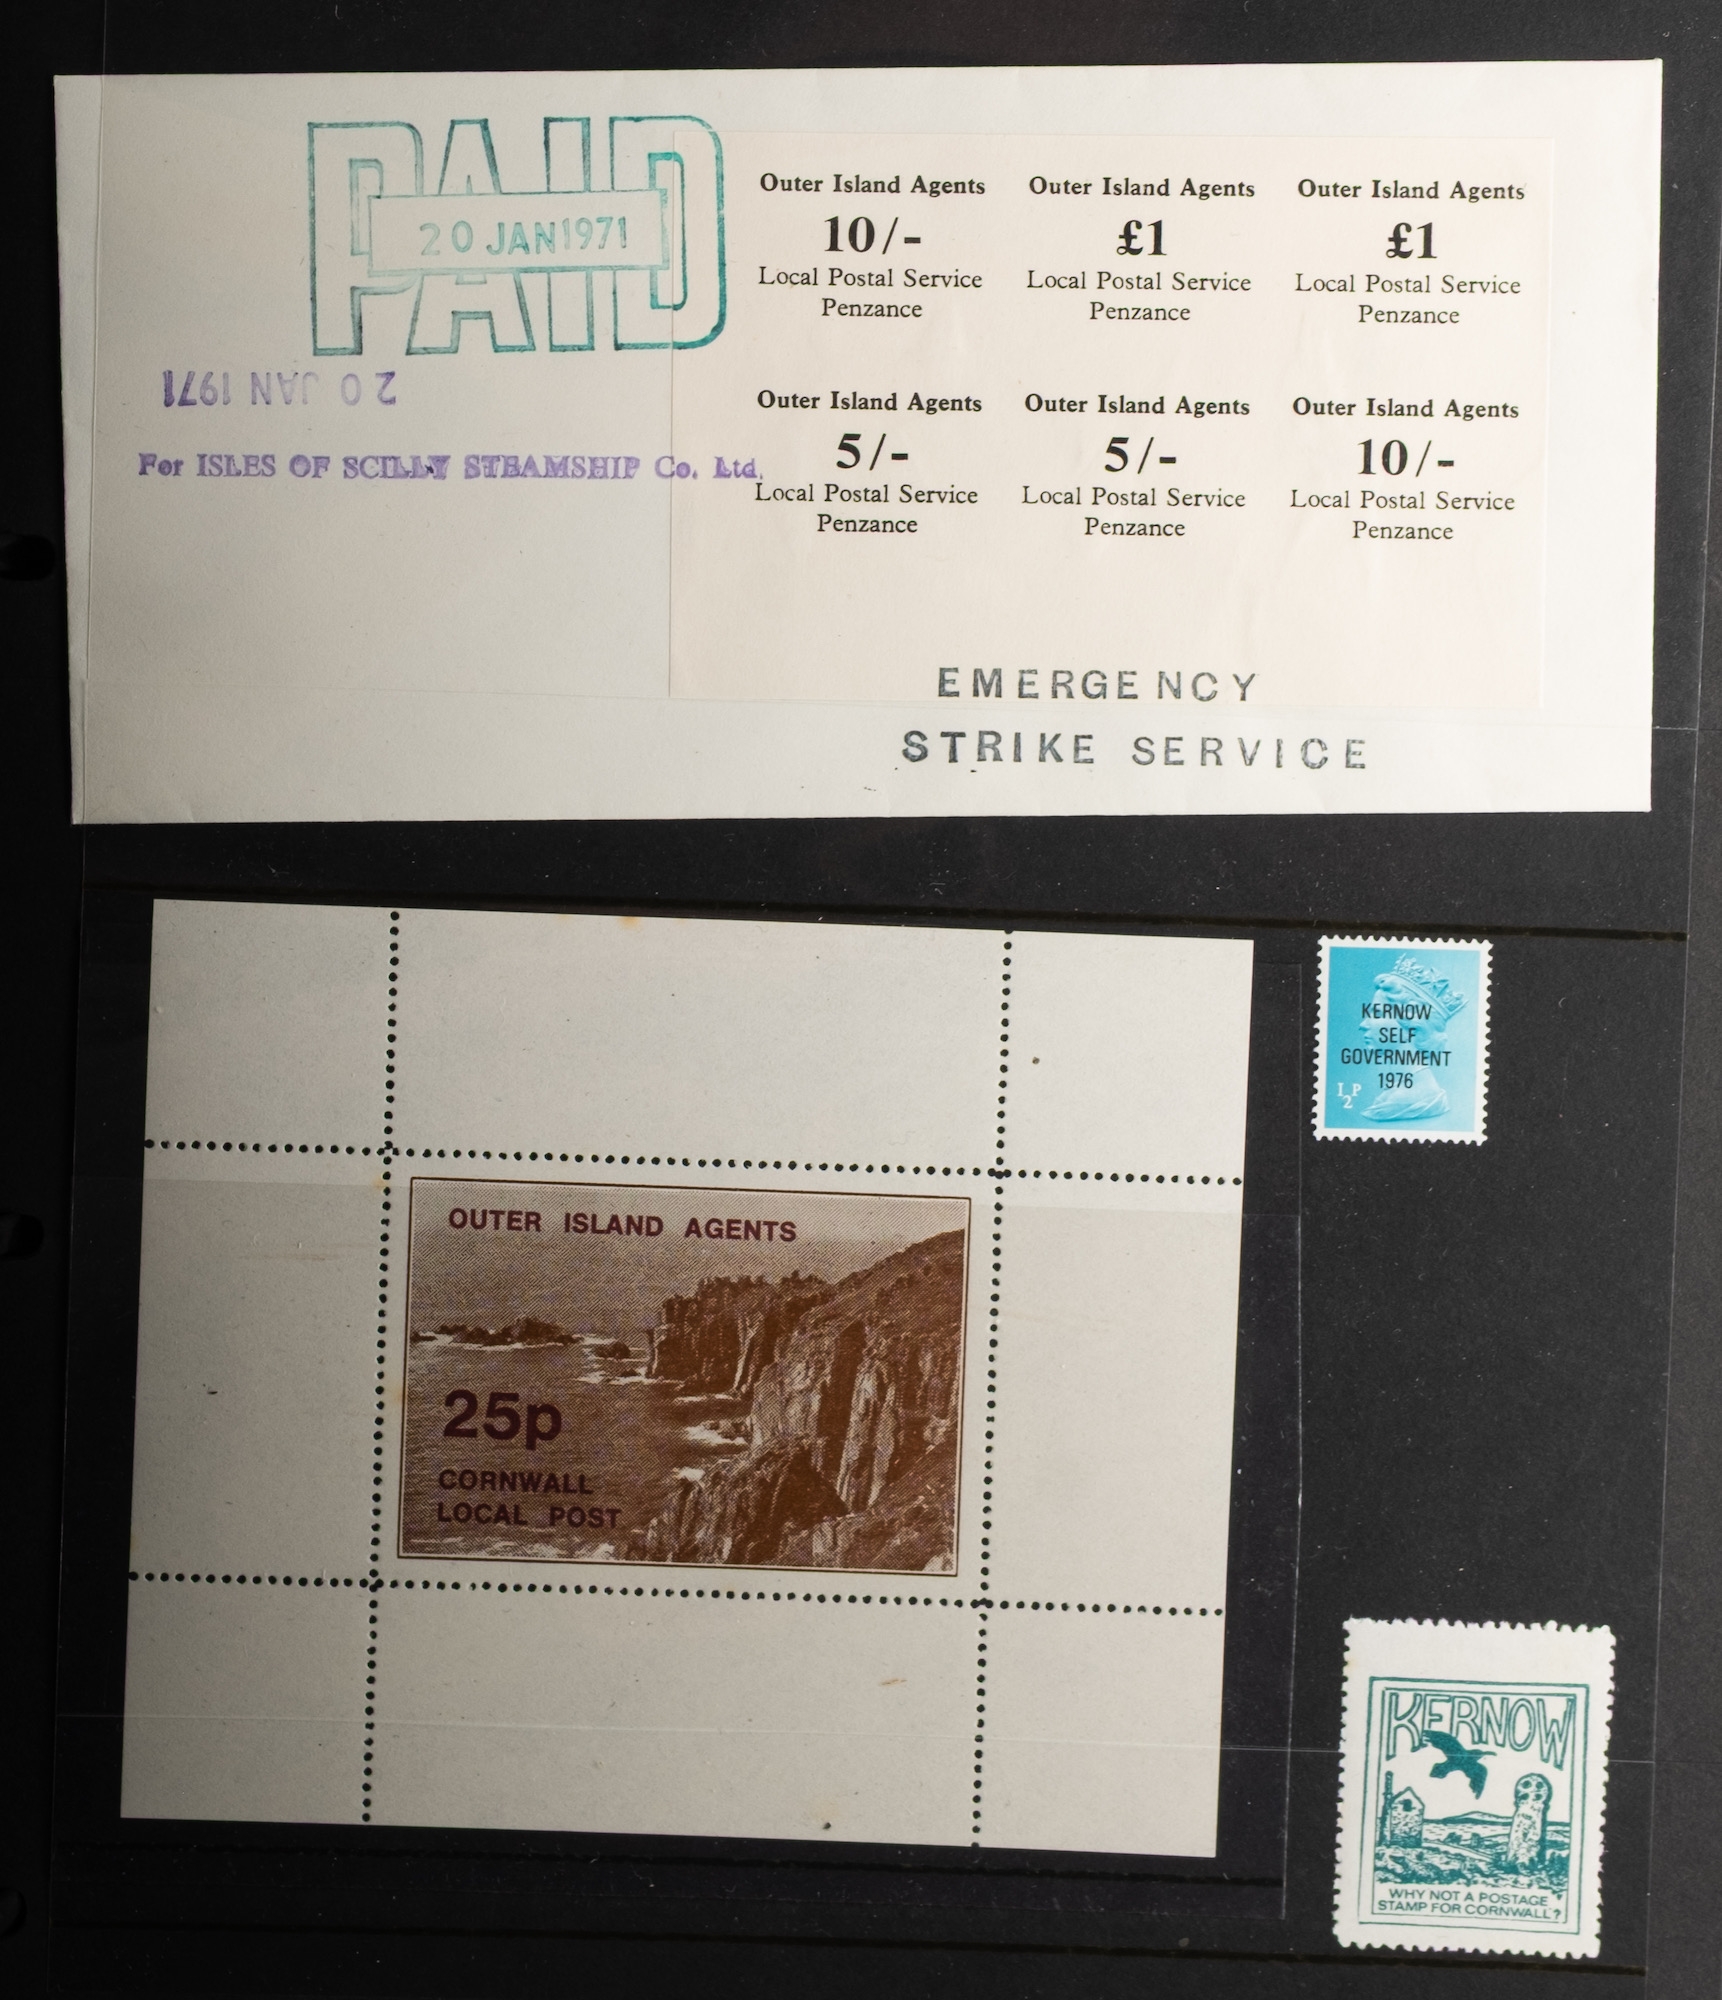 PAID
20 JAN 1971
20 JAN 1971
For ISLES OF SCILLY STEAMSHIP Co. Ltd.
Outer Island Agents
10/-
Local Postal Service
Penzance
Outer Island Agents
£1
Local Postal Service
Penzance
Outer Island Agents
£1
Local Postal Service
Penzance
Outer Island Agents
5/-
Local Postal Service
Penzance
Outer Island Agents
5/-
Local Postal Service
Penzance
Outer Island Agents
10/-
Local Postal Service
Penzance
EMERGENCY
STRIKE SERVICE
OUTER ISLAND AGENTS
25p
CORNWALL
LOCAL POST
KERNOW
SELF
GOVERNMENT
1976
½P
KERNOW
WHY NOT A POSTAGE
STAMP FOR CORNWALL?